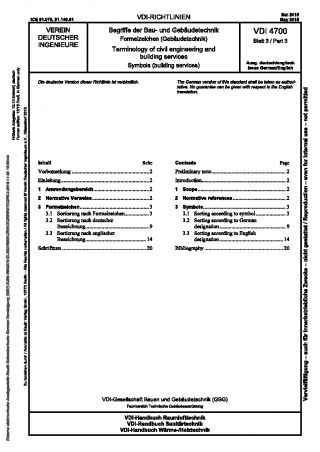 ICS 01.075, 91.140.01
VDI-RICHTLINIEN
Mai 2015
May 2015
VEREIN
DEUTSCHER
INGENIEURE
Begriffe der Bau- und Gebäudetechnik
Formelzeichen (Gebäudetechnik)
Terminology of civil engineering and
building services
Symbols (building services)
VDI 4700
Blatt 3 / Part 3
Ausg. deutsch/englisch
Issue German/English
Die deutsche Version dieser Richtlinie ist verbindlich.
The German version of this standard shall be taken as authori-
tative. No guarantee can be given with respect to the English
translation.
Inhalt Seite
Vorbemerkung 2
Einleitung 2
1 Anwendungsbereich 2
2 Normative Verweise 2
3 Formelzeichen 3
3.1 Sortierung nach Formelzeichen 3
3.2 Sortierung nach deutscher
Bezeichnung 9
3.3 Sortierung nach englischer
Bezeichnung 14
Schrifttum 20
Contents Page
Preliminary note 2
Introduction 2
1 Scope 2
2 Normative references 2
3 Symbols 3
3.1 Sorting according to symbol 3
3.2 Sorting according to German
designation 9
3.3 Sorting according to English
designation 14
Bibliography 20
VDI-Gesellschaft Bauen und Gebäudetechnik (GBG)
Fachbereich Technische Gebäudeausrüstung
VDI-Handbuch Raumlufttechnik
VDI-Handbuch Sanitärtechnik
VDI-Handbuch Wärme-/Heiztechnik
Vervielfältigung – auch für innerbetriebliche Zwecke – nicht gestattet / Reproduction – even for internal use – not permitted